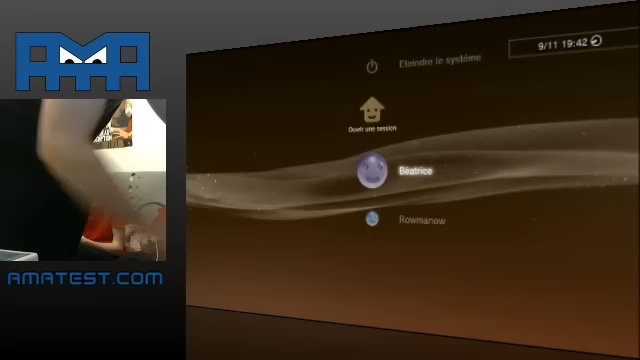 AMA
Eteindre le système
9/11 19:42
Ouvrir une session
Béatrice
Rowmanow
AMATEST.COM